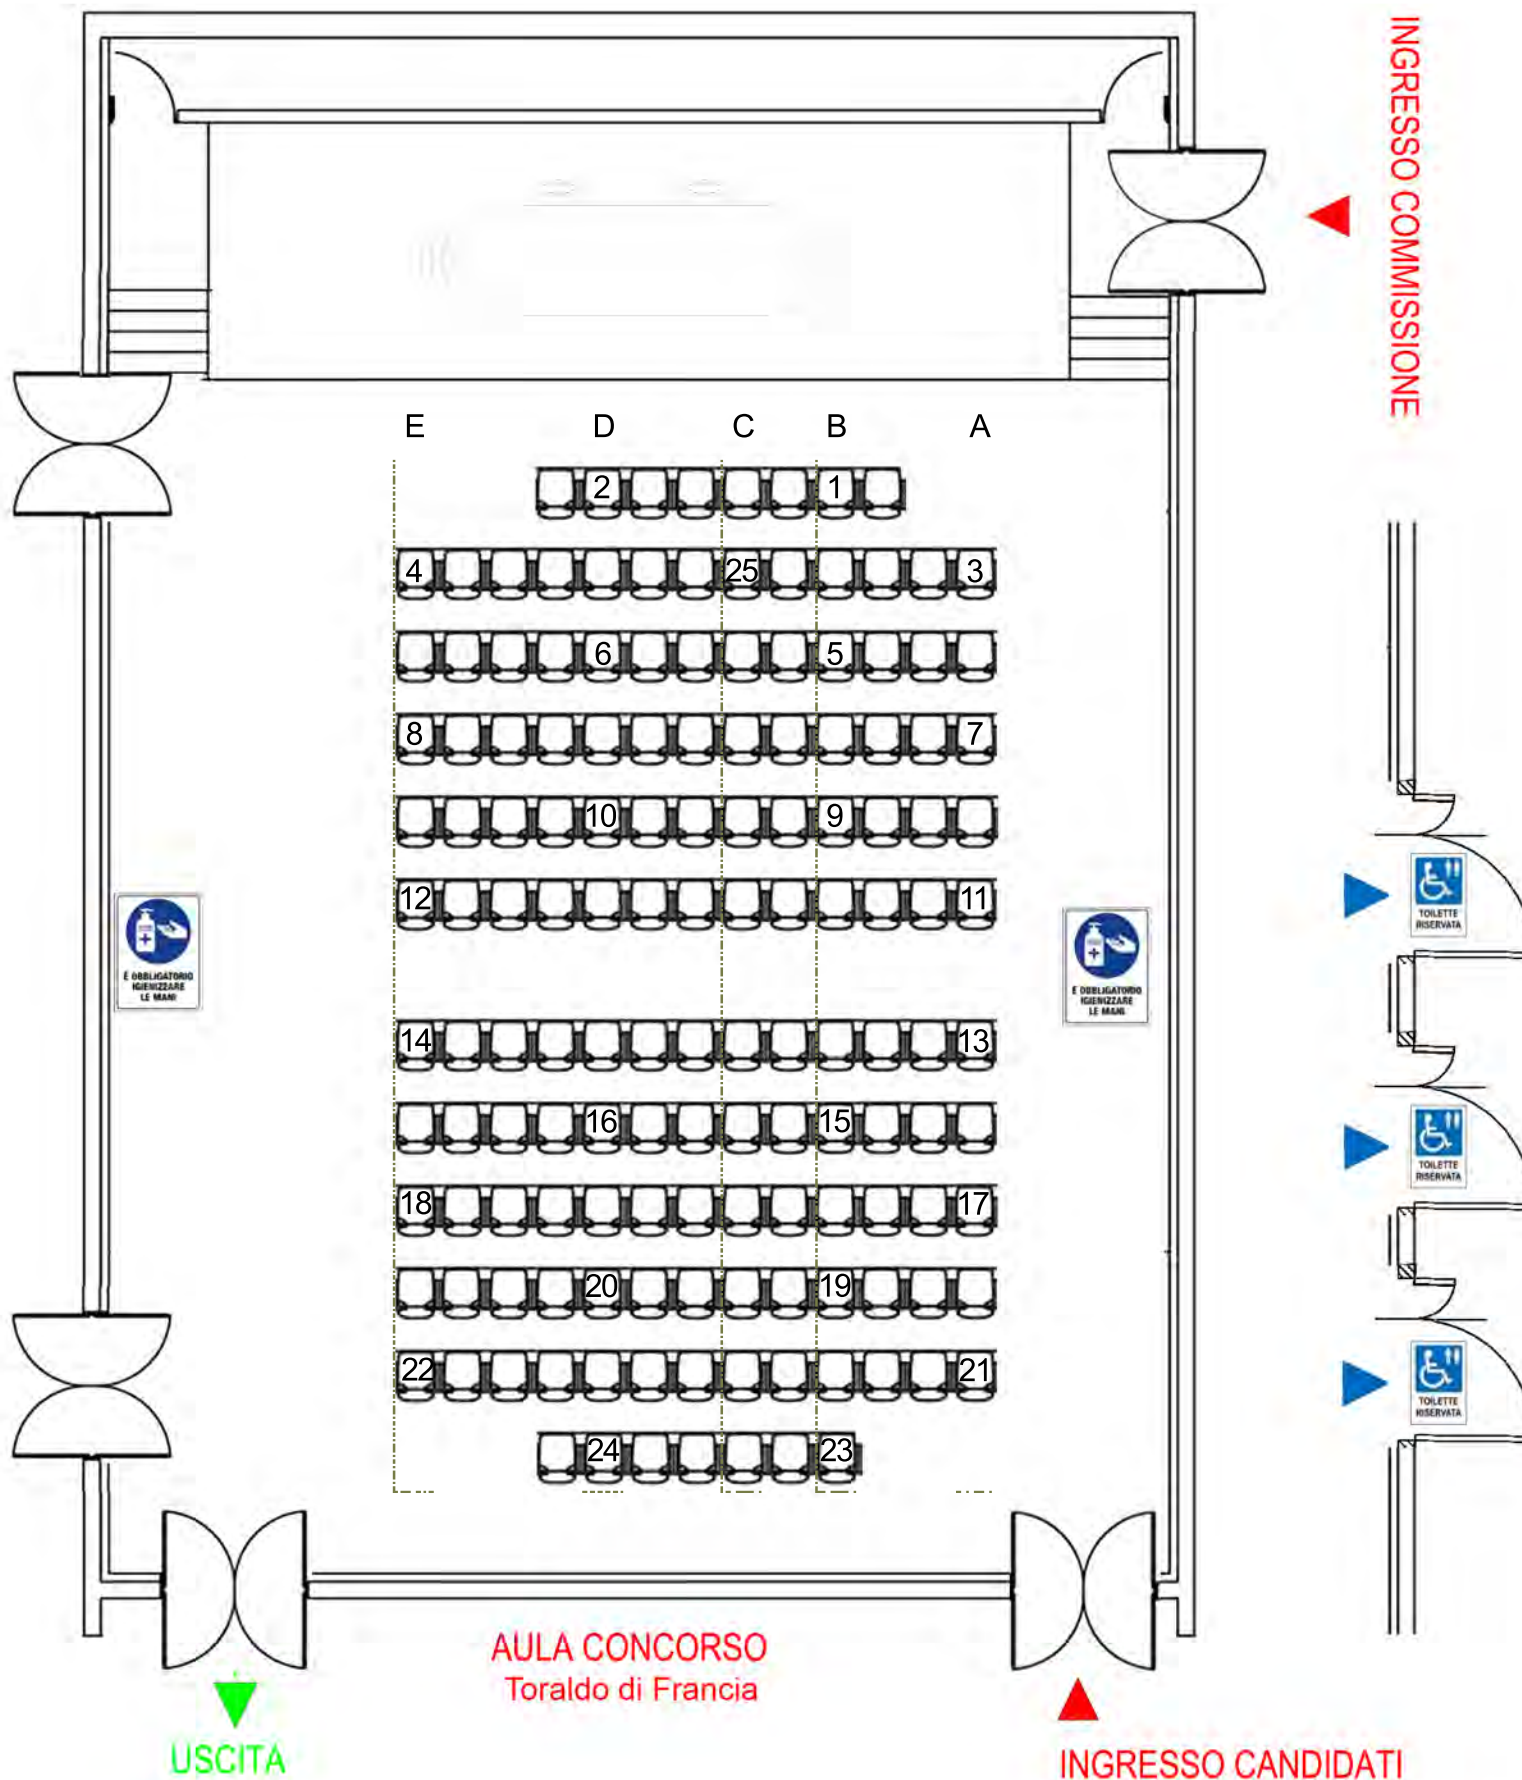 INGRESSO COMMISSIONE
E D C B A
2 1
4 25 3
6 5
8 7
10 9
12 11
È OBBLIGATORIO
IGIENIZZARE
LE MANI
È OBBLIGATORIO
IGIENIZZARE
LE MANI
TOILETTE
RISERVATA
14 13
16 15
TOILETTE
RISERVATA
18 17
20 19
22 21
TOILETTE
RISERVATA
24 23
AULA CONCORSO
Toraldo di Francia
USCITA
INGRESSO CANDIDATI